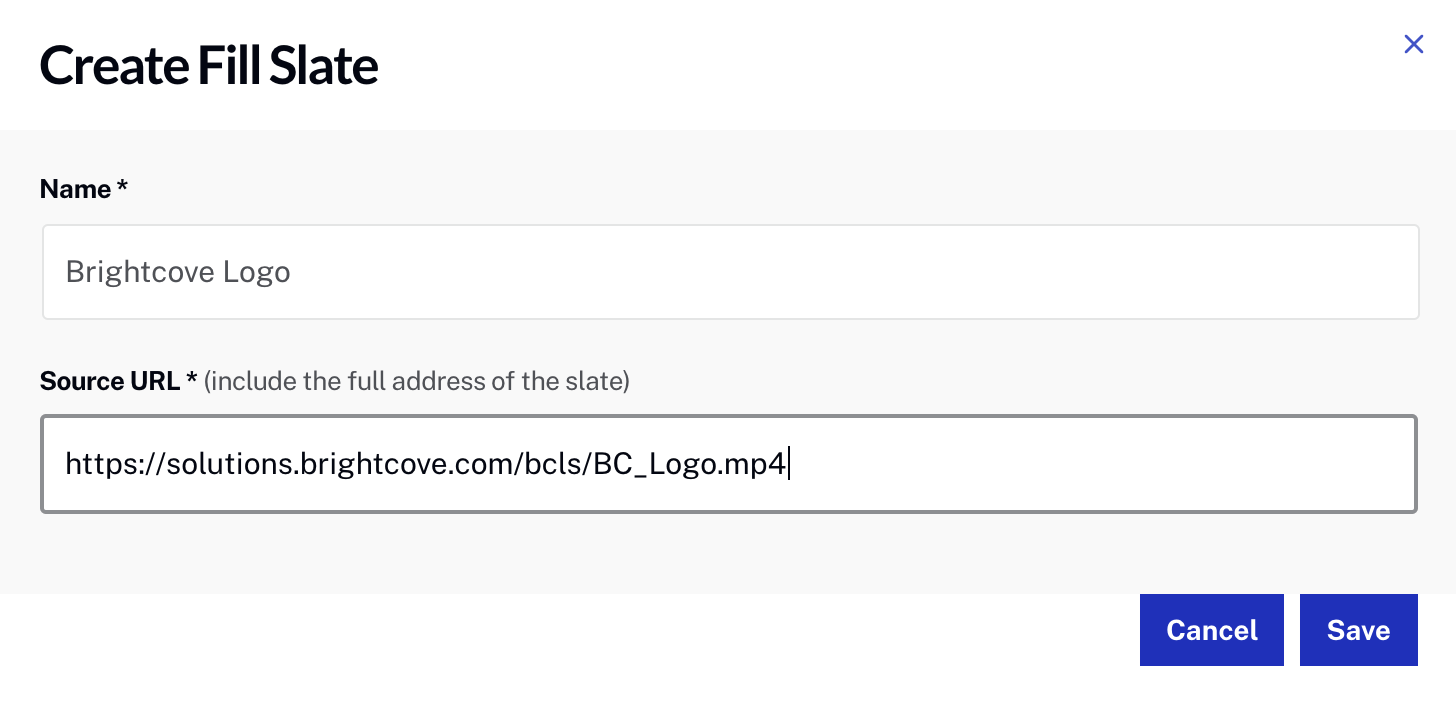 Create Fill Slate
Name *
Brightcove Logo
Source URL * (include the full address of the slate)
https://solutions.brightcove.com/bcls/BC_Logo.mp4
Cancel Save